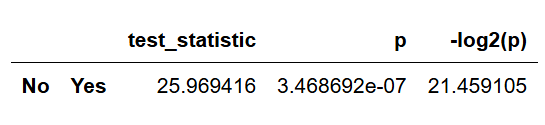 test_statistic p -log2(p)
No Yes 25.969416 3.468692e-07 21.459105